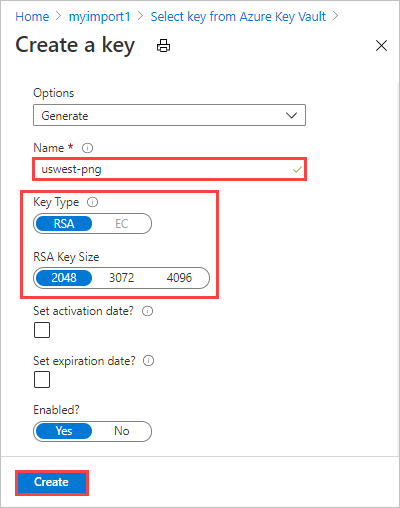 Home > myimport1 > Select key from Azure Key Vault >
Create a key
Options
Generate
Name *
uswest-png
Key Type
RSA EC
RSA Key Size
2048 3072 4096
Set activation date?
Set expiration date?
Enabled?
Yes No
Create